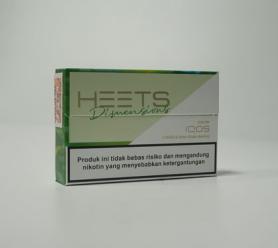 HEETS
Dimensions
IQOS
Produk ini tidak bebas risiko dan mengandung
nikotin yang menyebabkan ketergantungan